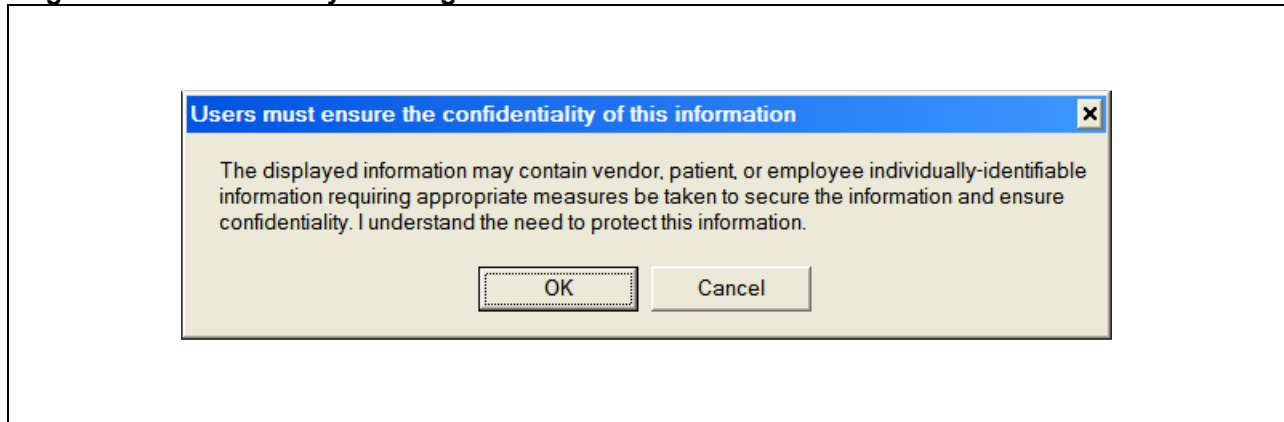 Users must ensure the confidentiality of this information
The displayed information may contain vendor, patient, or employee individually-identifiable
information requiring appropriate measures be taken to secure the information and ensure
confidentiality. I understand the need to protect this information.
OK Cancel